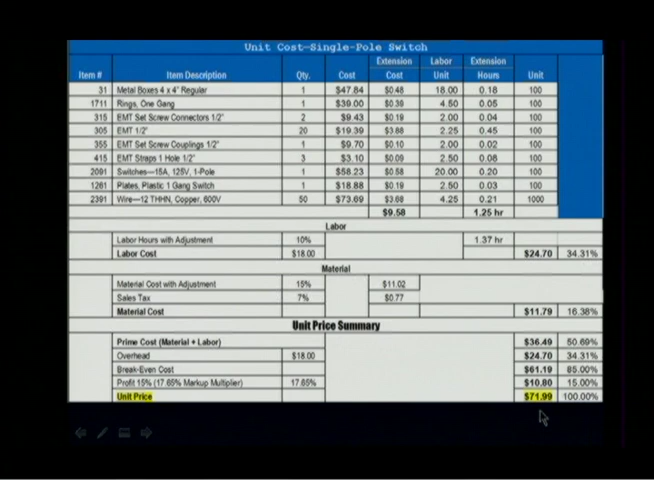 Unit Cost—Single-Pole Switch
Extension Labor Extension
Item # Item Description Qty. Cost Cost Unit Hours Unit
31 Metal Boxes 4 x 4" Regular 1 $47.84 $0.48 18.00 0.18 100
1711 Rings, One Gang 1 $39.00 $0.39 4.50 0.05 100
315 EMT Set Screw Connectors 1/2" 2 $9.43 $0.19 2.00 0.04 100
305 EMT 1/2" 20 $19.39 $3.88 2.25 0.45 100
355 EMT Set Screw Couplings 1/2" 1 $9.70 $0.10 2.00 0.02 100
415 EMT Straps 1 Hole 1/2" 3 $3.10 $0.09 2.50 0.08 100
2091 Switches—15A, 125V, 1-Pole 1 $58.23 $0.58 20.00 0.20 100
1261 Plates, Plastic 1 Gang Switch 1 $18.88 $0.19 2.50 0.03 100
2391 Wire—12 THHN, Copper, 600V 50 $73.69 $3.68 4.25 0.21 1000
$9.58 1.25 hr
Labor
Labor Hours with Adjustment 10% 1.37 hr
Labor Cost $18.00 $24.70 34.31%
Material
Material Cost with Adjustment 15% $11.02
Sales Tax 7% $0.77
Material Cost $11.79 16.38%
Unit Price Summary
Prime Cost (Material + Labor) $36.49 50.69%
Overhead $18.00 $24.70 34.31%
Break-Even Cost $61.19 85.00%
Profit 15% (17.65% Markup Multiplier) 17.65% $10.80 15.00%
Unit Price $71.99 100.00%